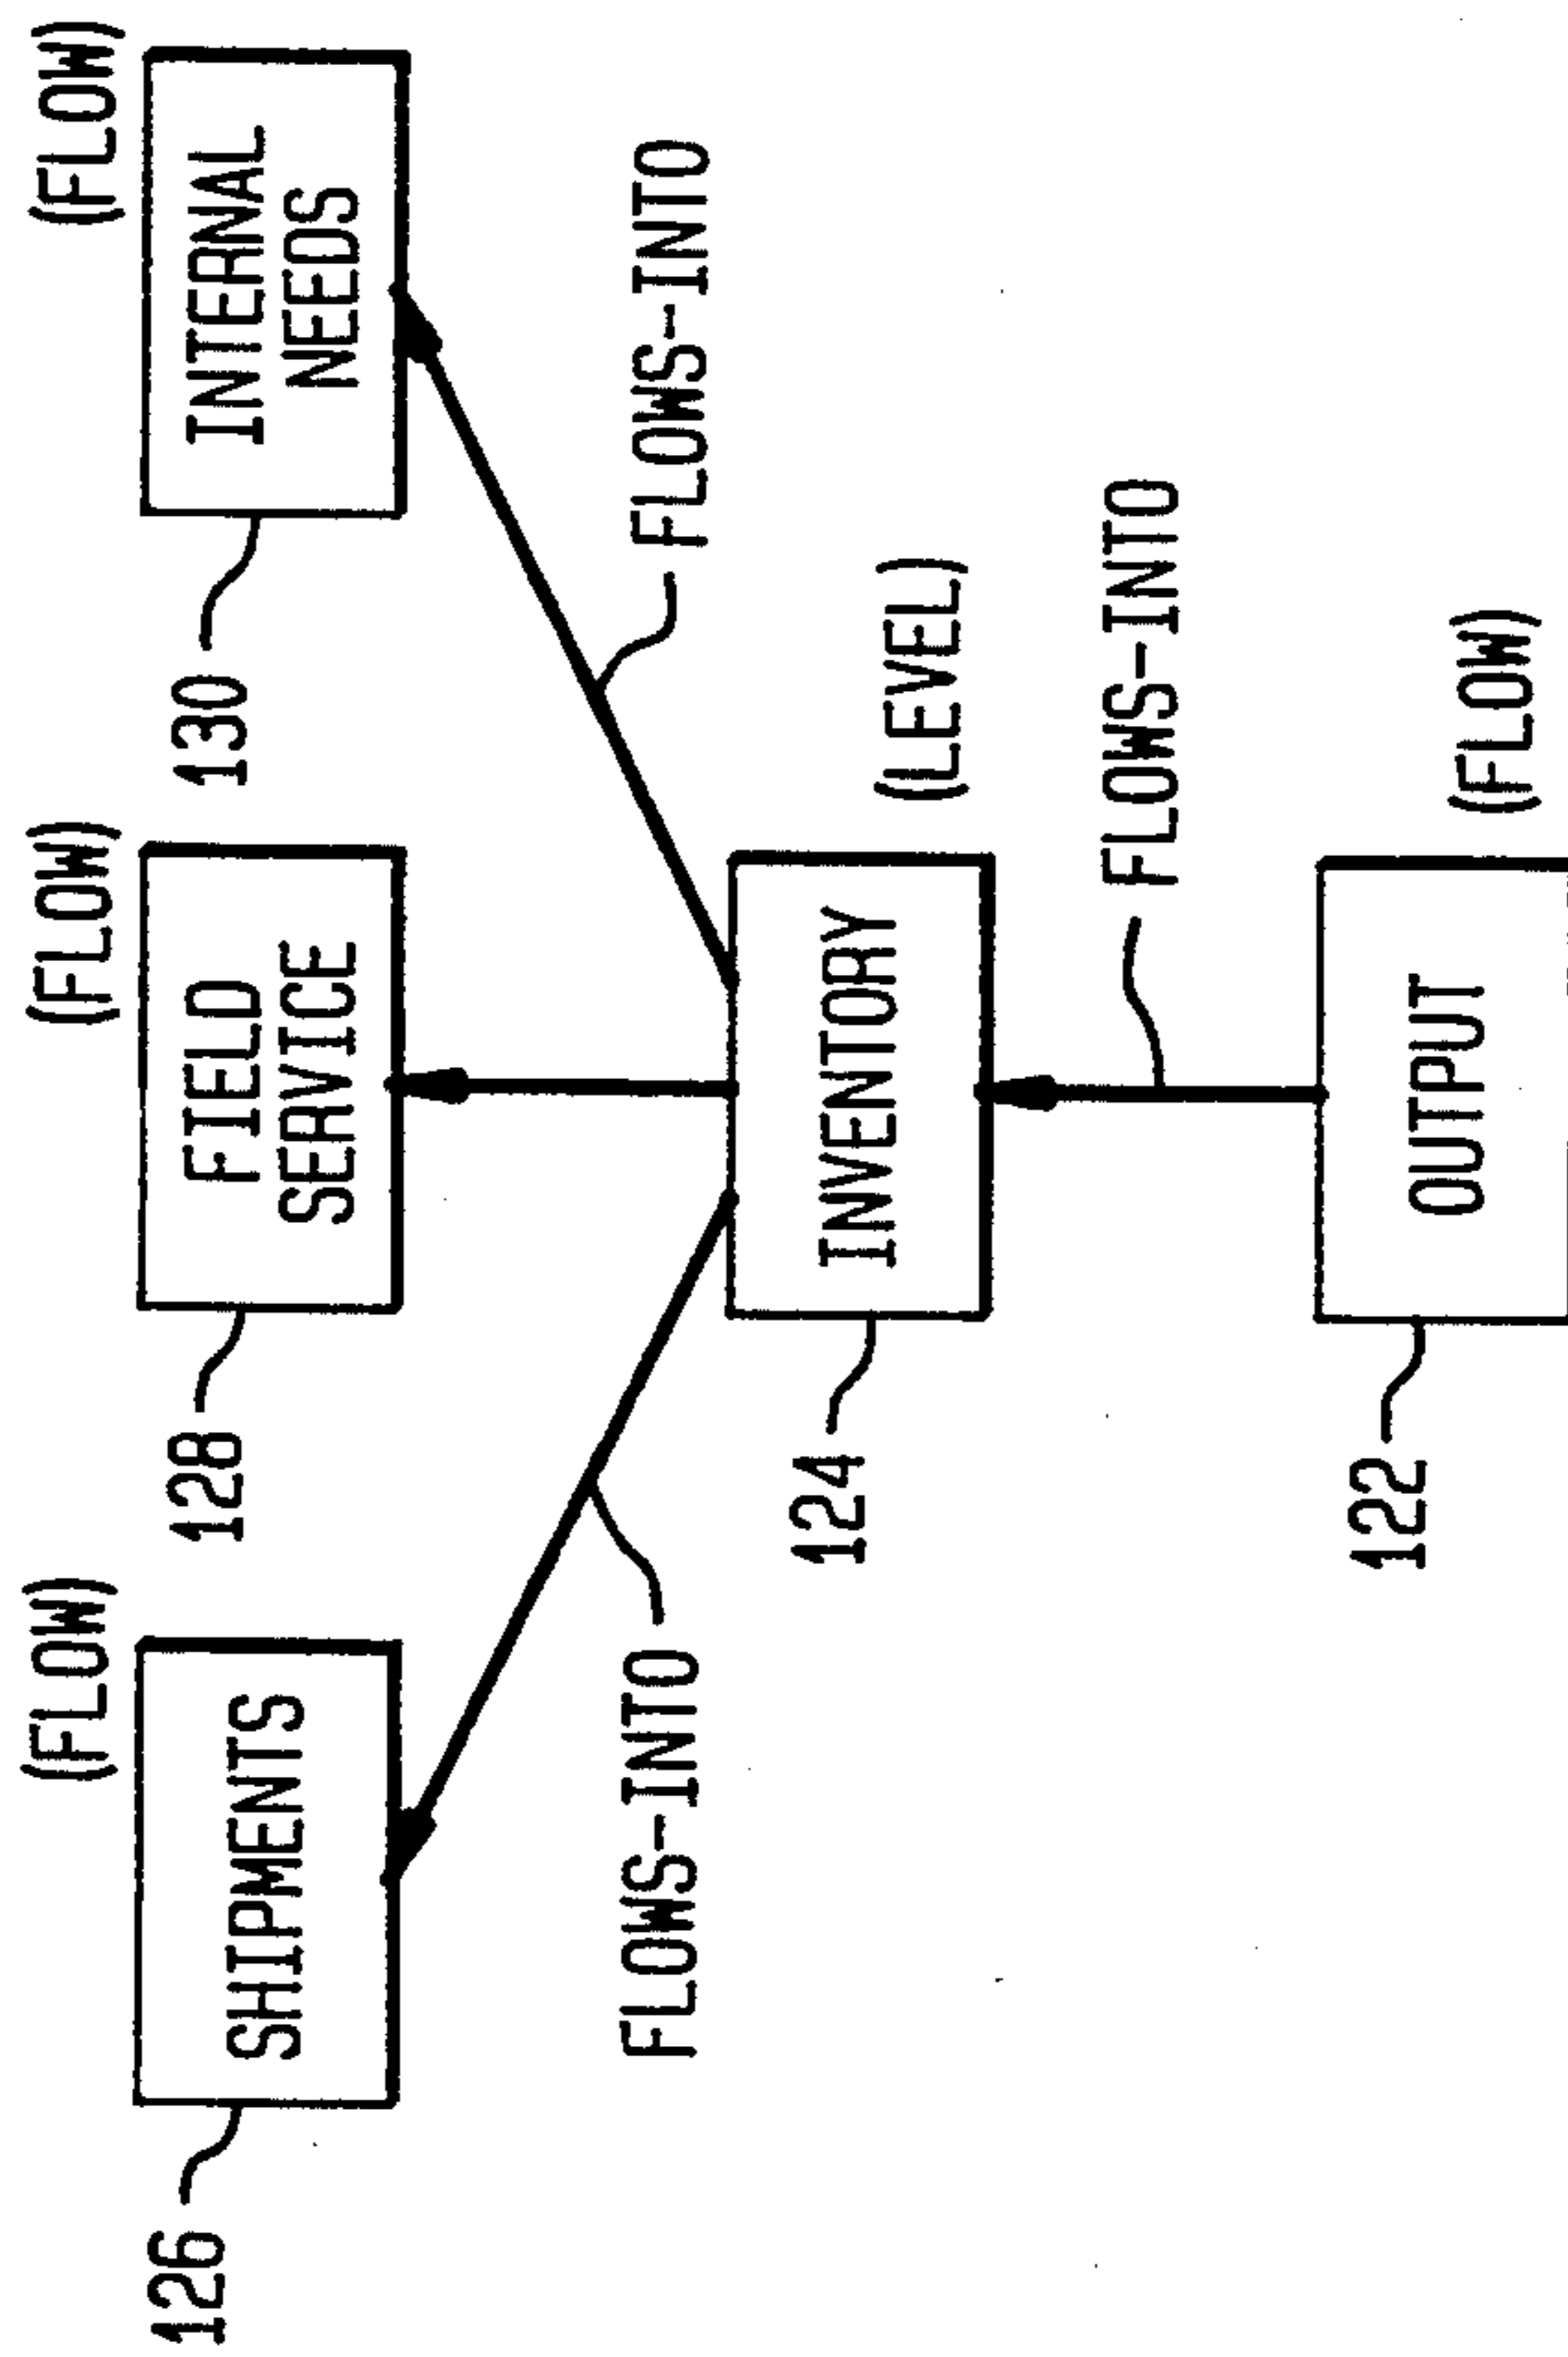 (FLOW)
(FLOW)
(FLOW)
126
SHIPMENTS
128
FIELD
SERVICE
130
INTERNAL
NEEDS
FLOWS-INTO
FLOWS-INTO
124
INVENTORY
(LEVEL)
FLOWS-INTO
122
OUTPUT
(FLOW)